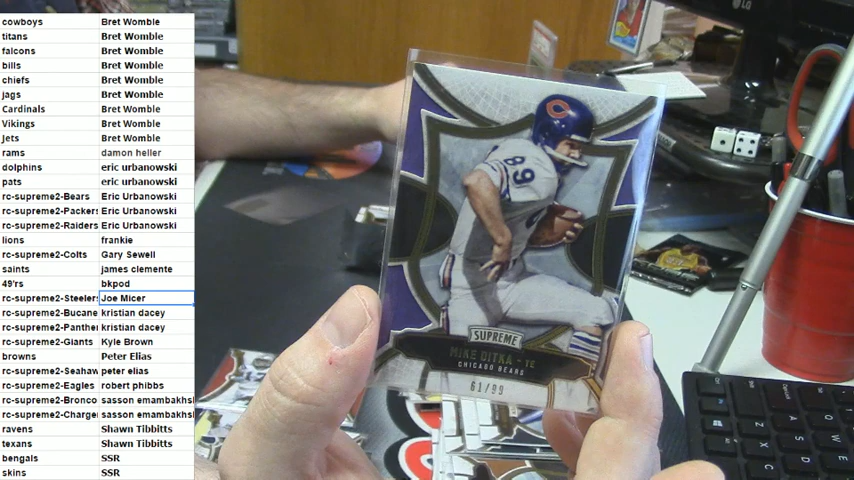 cowboys Bret Womble
titans Bret Womble
falcons Bret Womble
bills Bret Womble
chiefs Bret Womble
jags Bret Womble
Cardinals Bret Womble
Vikings Bret Womble
Jets Bret Womble
rams damon heller
dolphins eric urbanowski
pats eric urbanowski
rc-supreme2-Bears Eric Urbanowski
rc-supreme2-Packers Eric Urbanowski
rc-supreme2-Raiders Eric Urbanowski
lions frankie
rc-supreme2-Colts Gary Sewell
saints james clemente
49'rs bkpod
rc-supreme2-Steelers Joe Micer
rc-supreme2-Bucane kristian dacey
rc-supreme2-Panthe kristian dacey
rc-supreme2-Giants Kyle Brown
browns Peter Elias
rc-supreme2-Seahaw peter elias
rc-supreme2-Eagles robert phibbs
rc-supreme2-Bronco sasson emambakhsh
rc-supreme2-Charge sasson emambakhsh
ravens Shawn Tibbitts
texans Shawn Tibbitts
bengals SSR
skins SSR
LG
C
89
SUPREME
MIKE DITKA - TE
CHICAGO BEARS
61/99